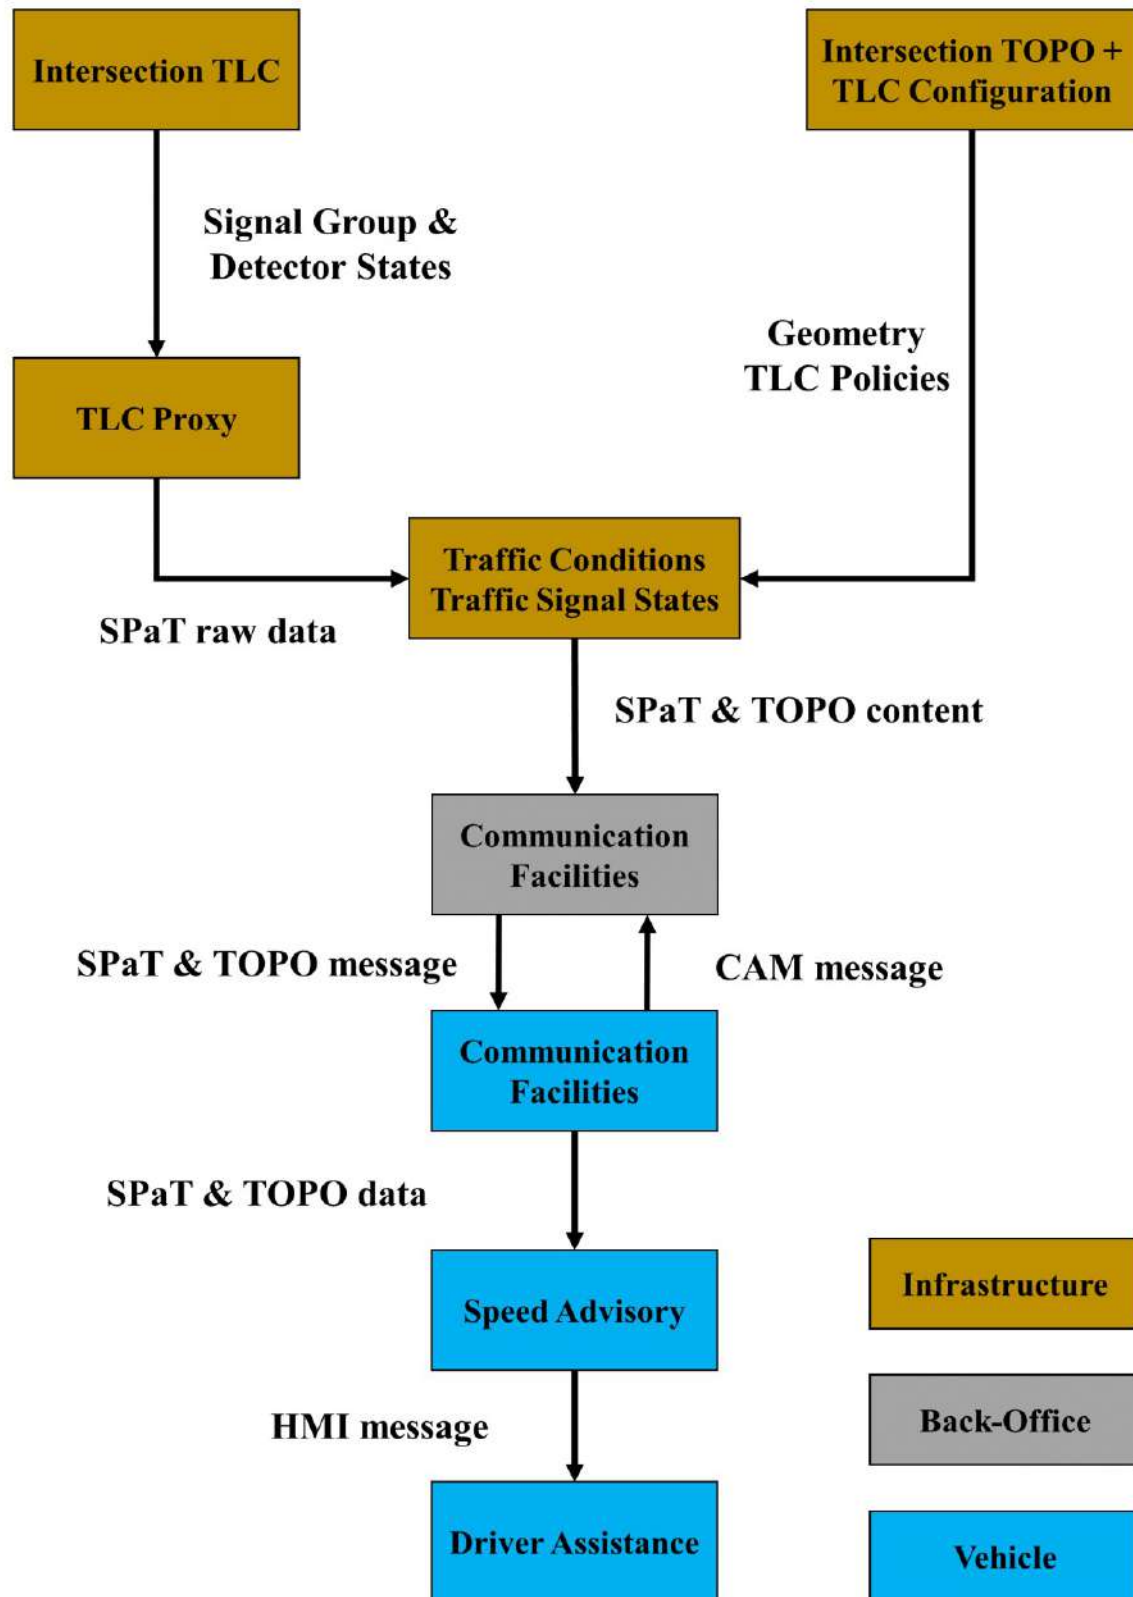 Intersection TLC
Intersection TOPO +
TLC Configuration
Signal Group &
Detector States
Geometry
TLC Policies
TLC Proxy
Traffic Conditions
Traffic Signal States
SPaT raw data
SPaT & TOPO content
Communication
Facilities
SPaT & TOPO message
CAM message
Communication
Facilities
SPaT & TOPO data
Speed Advisory
HMI message
Driver Assistance
Infrastructure
Back-Office
Vehicle